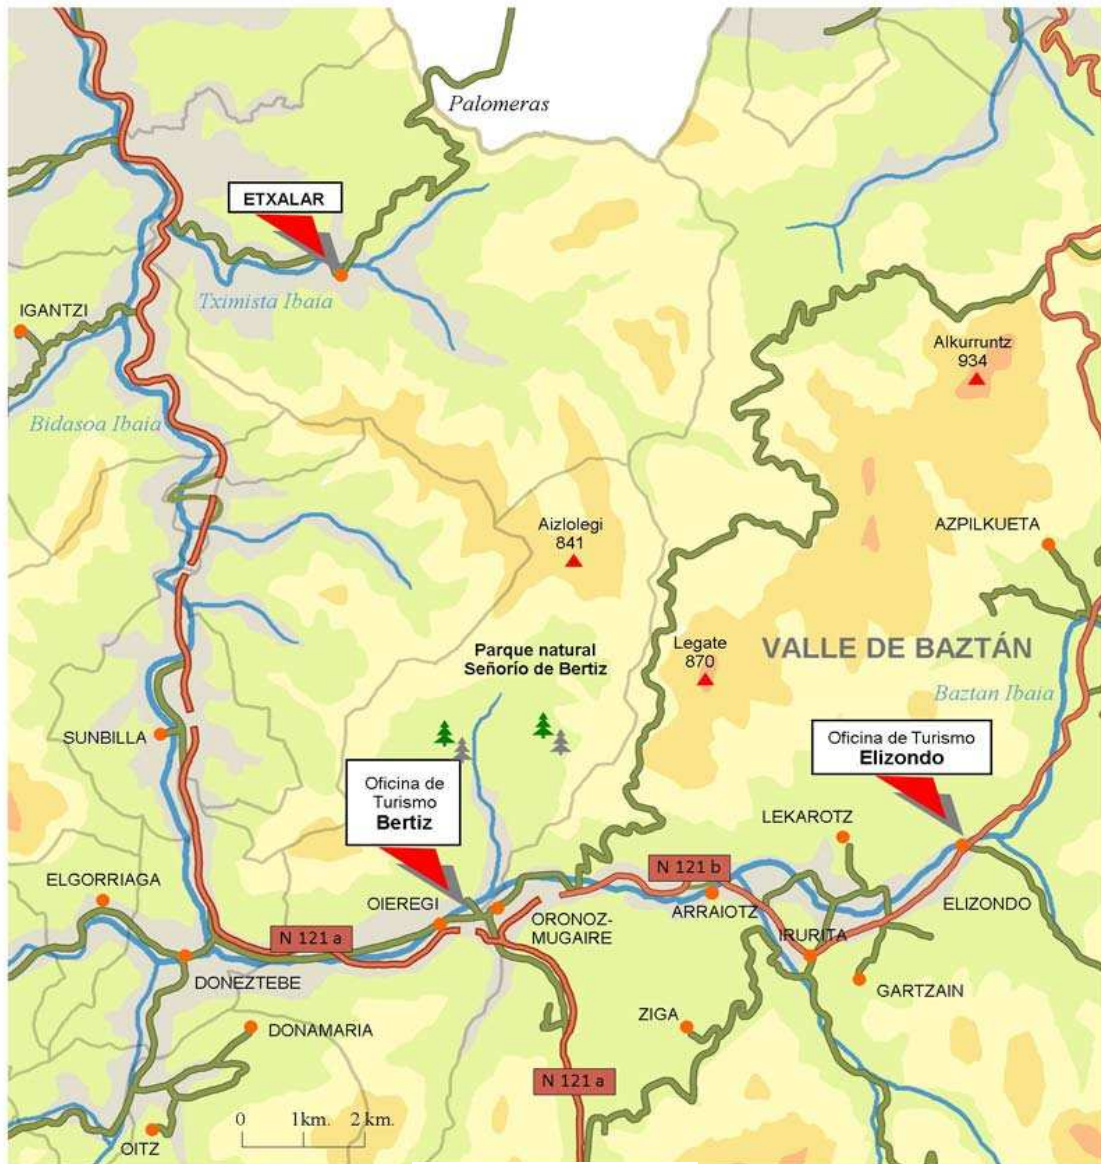 Palomeras
ETXALAR
Tximista Ibaia
IGANTZI
Alkurruntz
934
Bidasoa Ibaia
Aizlolegi
841
AZPILKUETA
Parque natural
Señorío de Bertiz
Legate
870
VALLE DE BAZTÁN
Baztan Ibaia
SUNBILLA
Oficina de Turismo
Elizondo
Oficina de
Turismo
Bertiz
LEKAROTZ
N 121 b
ELGORRIAGA
OIEREGI
ARRAIOTZ
ELIZONDO
ORONOZ-
MUGAIRE
N 121 a
IRURITA
DONEZTEBE
GARTZAIN
ZIGA
DONAMARIA
N 121 a
0 1km. 2 km.
OITZ